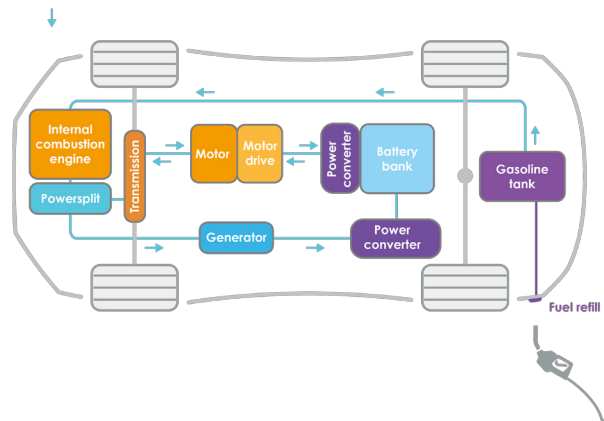 Internal
combustion
engine
Powersplit
Transmission
Motor
Motor
drive
Power
converter
Battery
bank
Gasoline
tank
Generator
Power
converter
Fuel refill